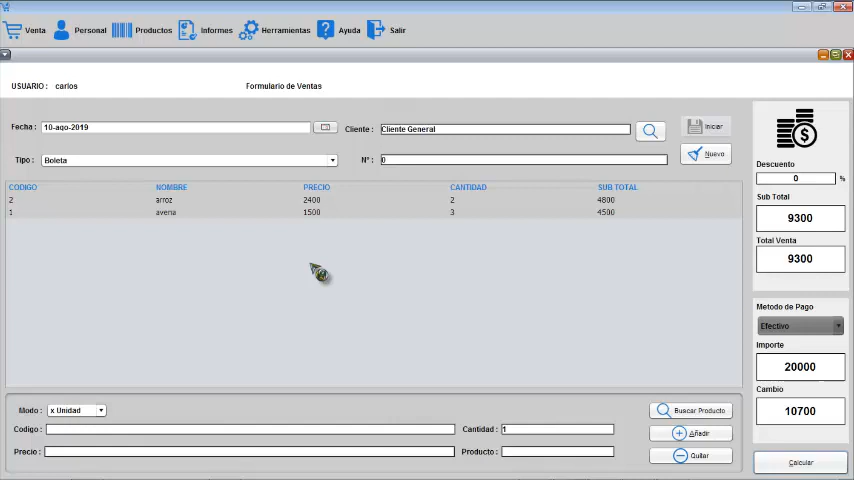 Venta Personal Productos Informes Herramientas Ayuda Salir
USUARIO : carlos Formulario de Ventas
Fecha : 10-ago-2019 Cliente : Cliente General Iniciar
Tipo : Boleta N° : 0 Nuevo
CODIGO NOMBRE PRECIO CANTIDAD SUB TOTAL
2 arroz 2400 2 4800
1 avena 1500 3 4500
Descuento
0 %
Sub Total
9300
Total Venta
9300
Metodo de Pago
Efectivo
Importe
20000
Cambio
10700
Calcular
Modo : x Unidad Buscar Producto
Codigo : Cantidad : 1 Añadir
Precio : Producto : Quitar